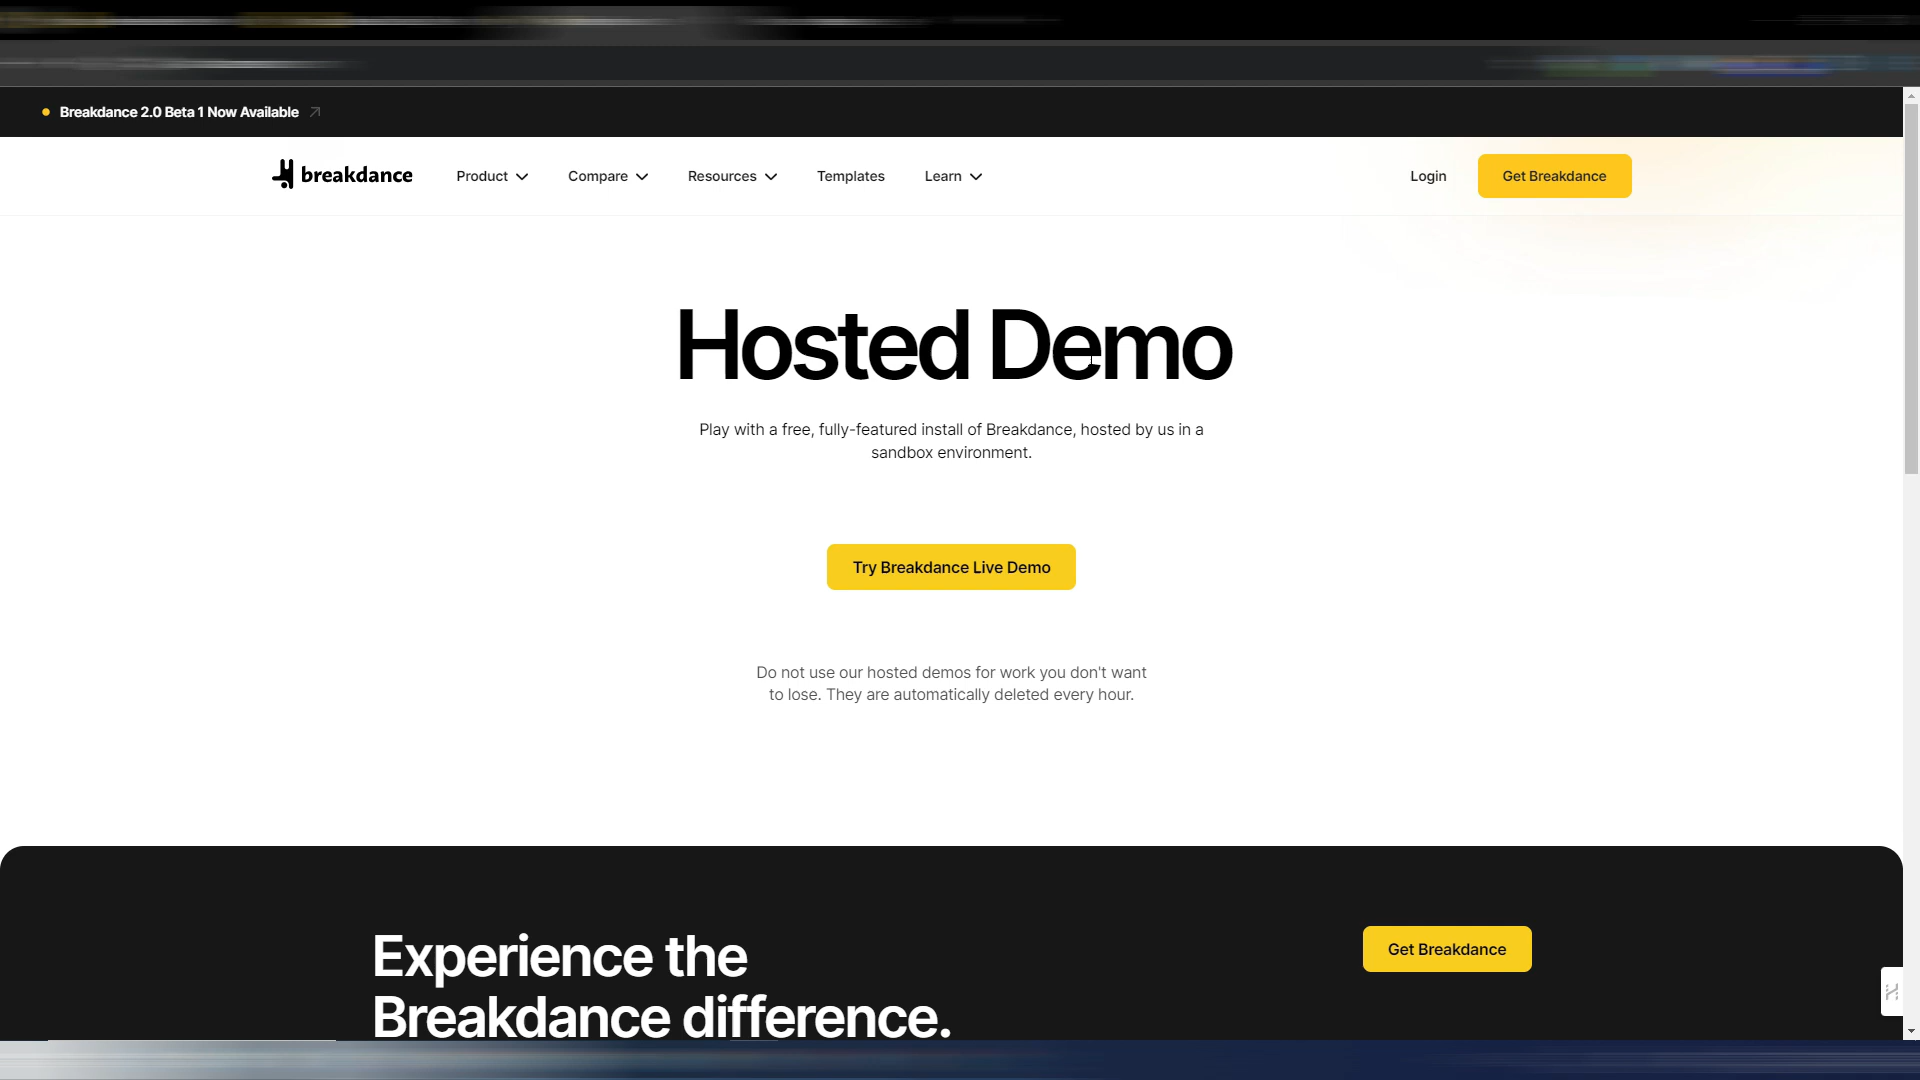 Breakdance 2.0 Beta 1 Now Available
breakdance
Product
Compare
Resources
Templates
Learn
Login
Get Breakdance
Hosted Demo
Play with a free, fully-featured install of Breakdance, hosted by us in a
sandbox environment.
Try Breakdance Live Demo
Do not use our hosted demos for work you don't want
to lose. They are automatically deleted every hour.
Experience the
Breakdance difference.
Get Breakdance